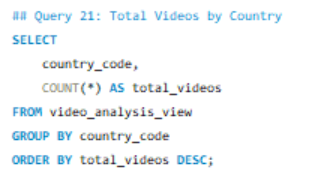 ## Query 21: Total Videos by Country
SELECT
    country_code,
    COUNT(*) AS total_videos
FROM video_analysis_view
GROUP BY country_code
ORDER BY total_videos DESC;